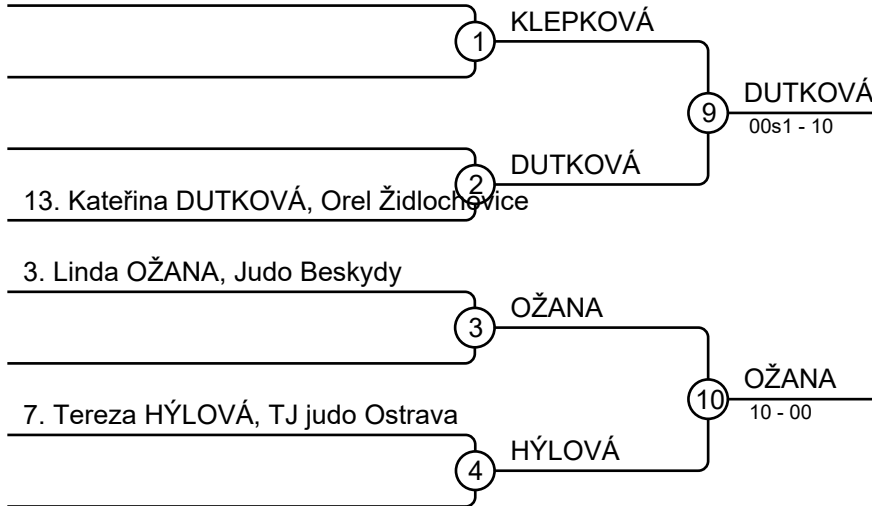 1 KLEPKOVÁ
9 DUTKOVÁ
00s1 - 10
2 DUTKOVÁ
13. Kateřina DUTKOVÁ, Orel Židlochovice
3. Linda OŽANA, Judo Beskydy
3 OŽANA
10 OŽANA
10 - 00
7. Tereza HÝLOVÁ, TJ judo Ostrava
4 HÝLOVÁ